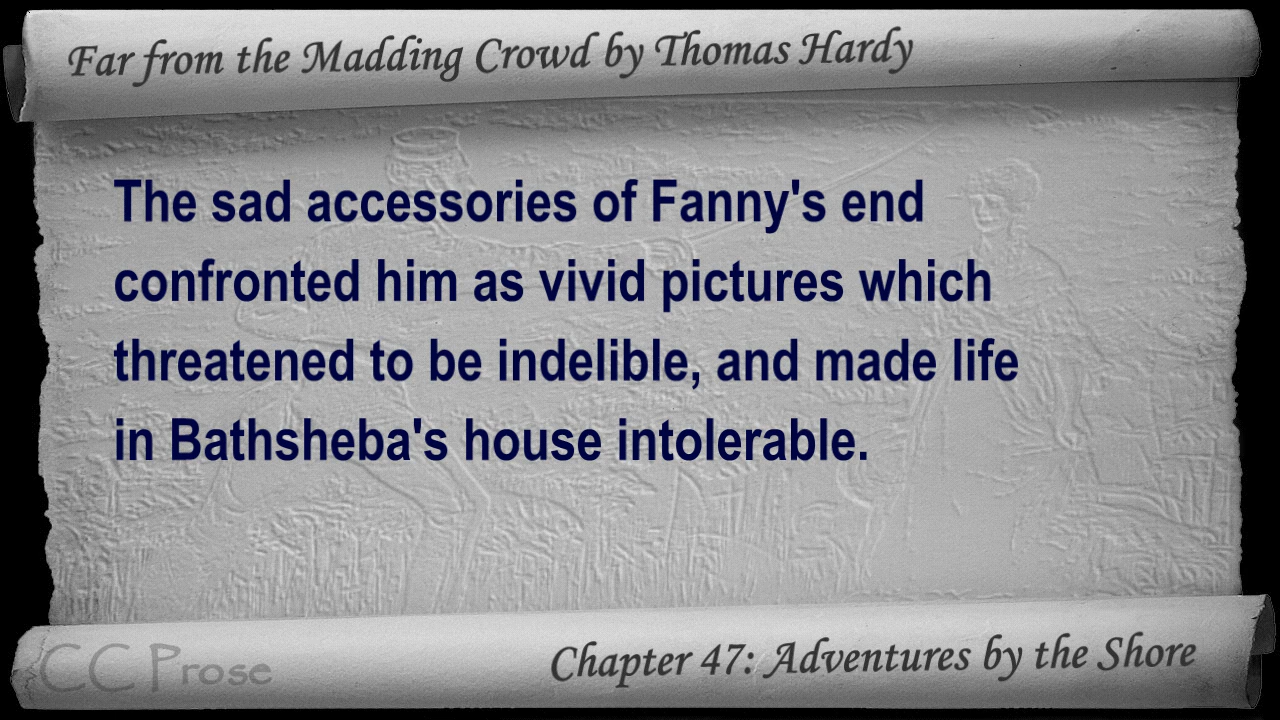 Far from the Madding Crowd by Thomas Hardy
The sad accessories of Fanny's end
confronted him as vivid pictures which
threatened to be indelible, and made life
in Bathsheba's house intolerable.
CC Prose
Chapter 47: Adventures by the Shore